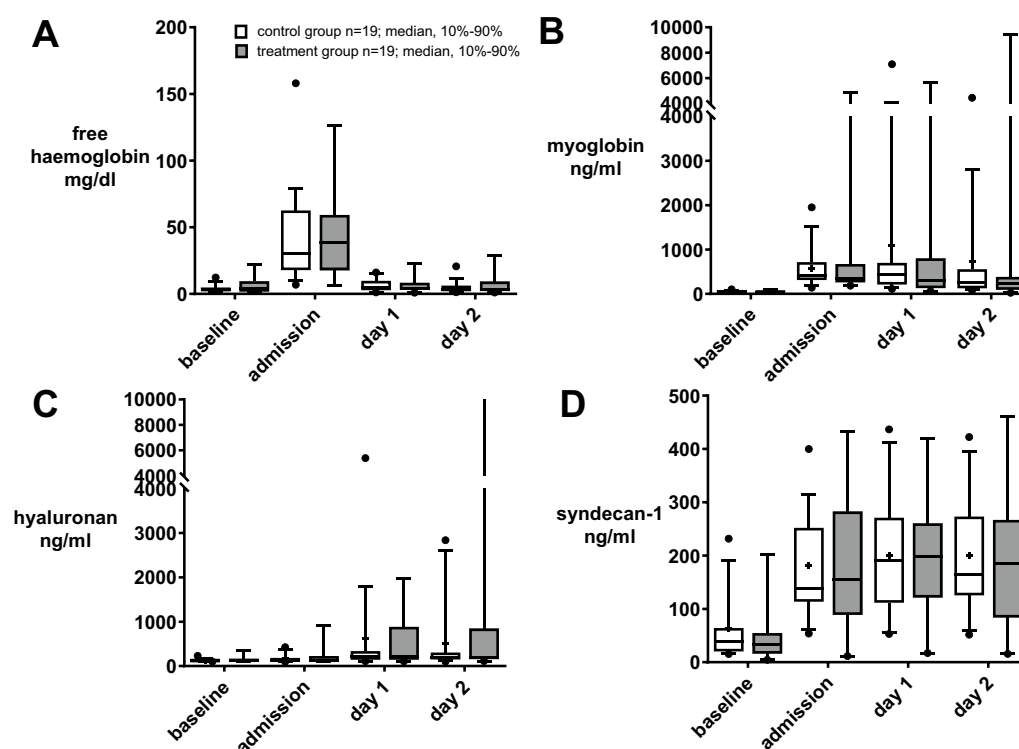 A
control group n=19; median, 10%-90%
treatment group n=19; median, 10%-90%
free
haemoglobin
mg/dl
200
150
100
50
0
baseline
admission
day 1
day 2
B
myoglobin
ng/ml
10000
8000
6000
4000
4000
3000
2000
1000
0
baseline
admission
day 1
day 2
C
hyaluronan
ng/ml
10000
8000
6000
4000
4000
3000
2000
1000
0
baseline
admission
day 1
day 2
D
syndecan-1
ng/ml
500
400
300
200
100
0
baseline
admission
day 1
day 2